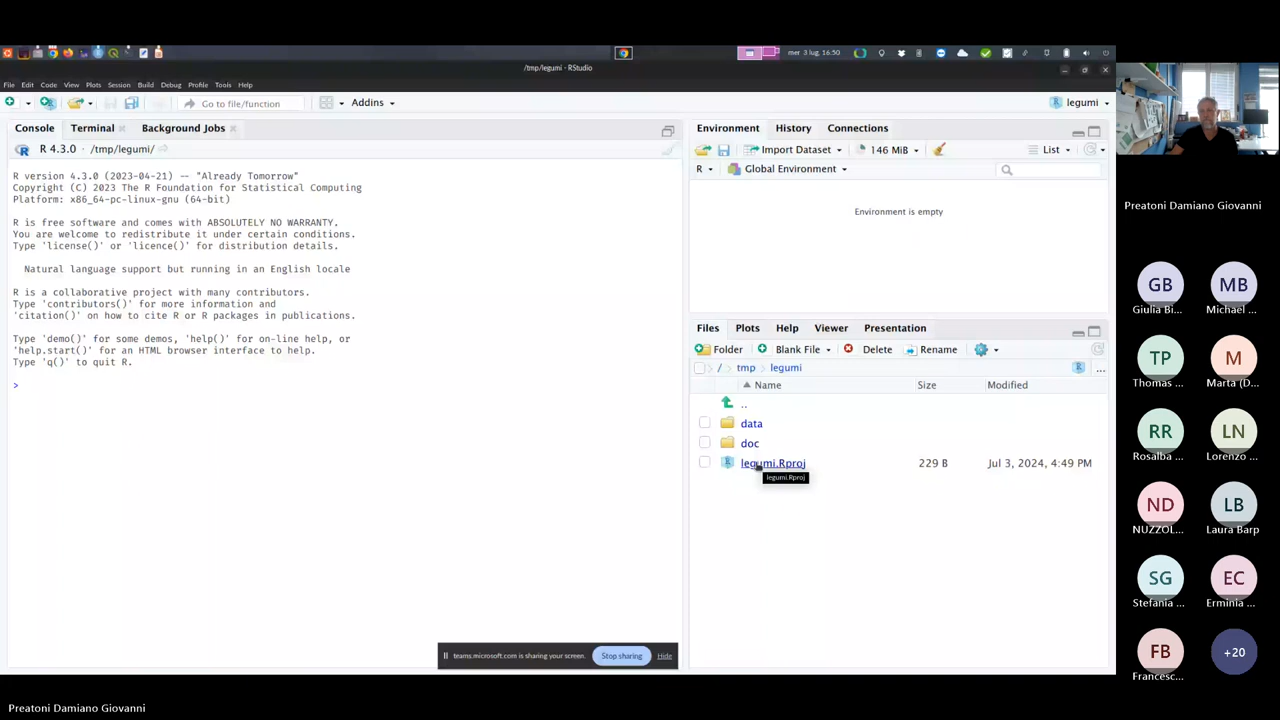 mer 3 lug, 16:50
/tmp/legumi - RStudio
File Edit Code View Plots Session Build Debug Profile Tools Help
Go to file/function
Addins
legumi
Console Terminal Background Jobs
R 4.3.0 · /tmp/legumi/
R version 4.3.0 (2023-04-21) -- "Already Tomorrow"
Copyright (C) 2023 The R Foundation for Statistical Computing
Platform: x86_64-pc-linux-gnu (64-bit)
R is free software and comes with ABSOLUTELY NO WARRANTY.
You are welcome to redistribute it under certain conditions.
Type 'license()' or 'licence()' for distribution details.
Natural language support but running in an English locale
R is a collaborative project with many contributors.
Type 'contributors()' for more information and
'citation()' on how to cite R or R packages in publications.
Type 'demo()' for some demos, 'help()' for on-line help, or
'help.start()' for an HTML browser interface to help.
Type 'q()' to quit R.
>
Environment History Connections
Import Dataset 146 MiB List
R Global Environment
Environment is empty
Files Plots Help Viewer Presentation
Folder Blank File Delete Rename
/ tmp legumi ...
Name Size Modified
..
data
doc
legumi.Rproj 229 B Jul 3, 2024, 4:49 PM
legumi.Rproj
teams.microsoft.com is sharing your screen. Stop sharing Hide
Preatoni Damiano Giovanni
GB MB
Giulia Bi... Michael ...
TP M
Thomas ... Marta (D...
RR LN
Rosalba ... Lorenzo ...
ND LB
NUZZOL... Laura Barp
SG EC
Stefania ... Erminia ...
FB +20
Francesc...
Preatoni Damiano Giovanni